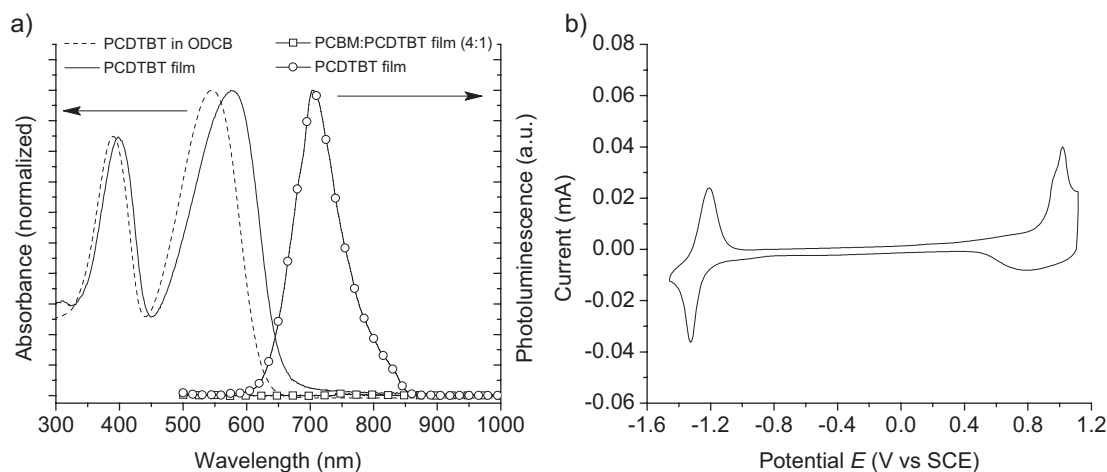 a)
PCDTBT in ODCB
PCDTBT film
PCBM:PCDTBT film (4:1)
PCDTBT film
Absorbance (normalized)
Photoluminescence (a.u.)
300 400 500 600 700 800 900 1000
Wavelength (nm)
b)
0.08
0.06
0.04
0.02
0.00
-0.02
-0.04
-0.06
Current (mA)
-1.6 -1.2 -0.8 -0.4 0.0 0.4 0.8 1.2
Potential E (V vs SCE)